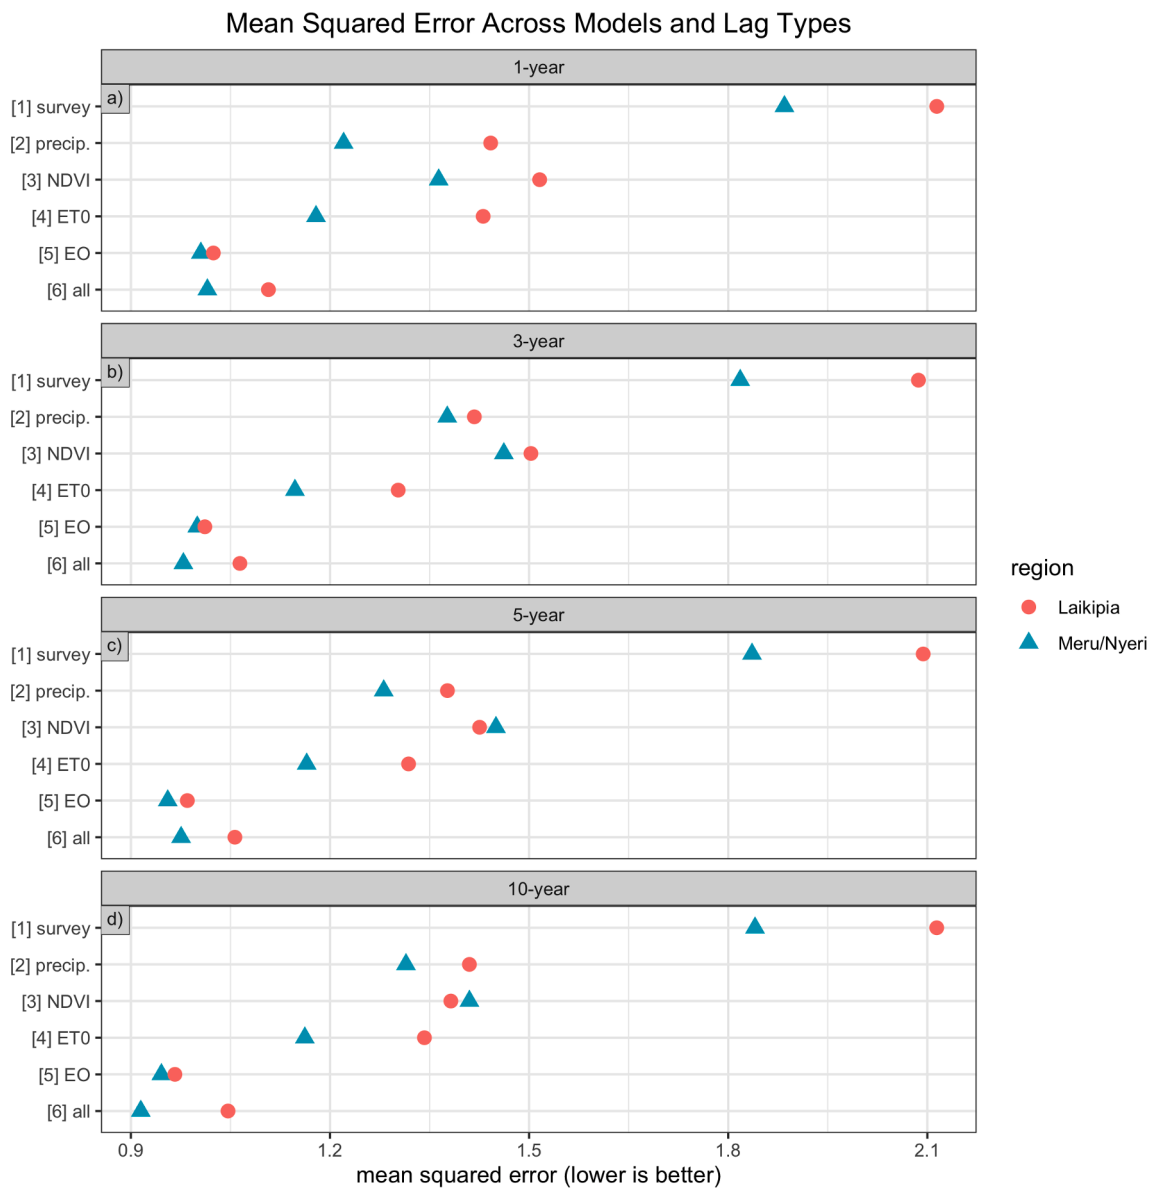 Mean Squared Error Across Models and Lag Types
1-year
a)
[1] survey
[2] precip.
[3] NDVI
[4] ET0
[5] EO
[6] all
3-year
b)
[1] survey
[2] precip.
[3] NDVI
[4] ET0
[5] EO
[6] all
5-year
c)
[1] survey
[2] precip.
[3] NDVI
[4] ET0
[5] EO
[6] all
10-year
d)
[1] survey
[2] precip.
[3] NDVI
[4] ET0
[5] EO
[6] all
0.9 1.2 1.5 1.8 2.1
mean squared error (lower is better)
region
Laikipia
Meru/Nyeri